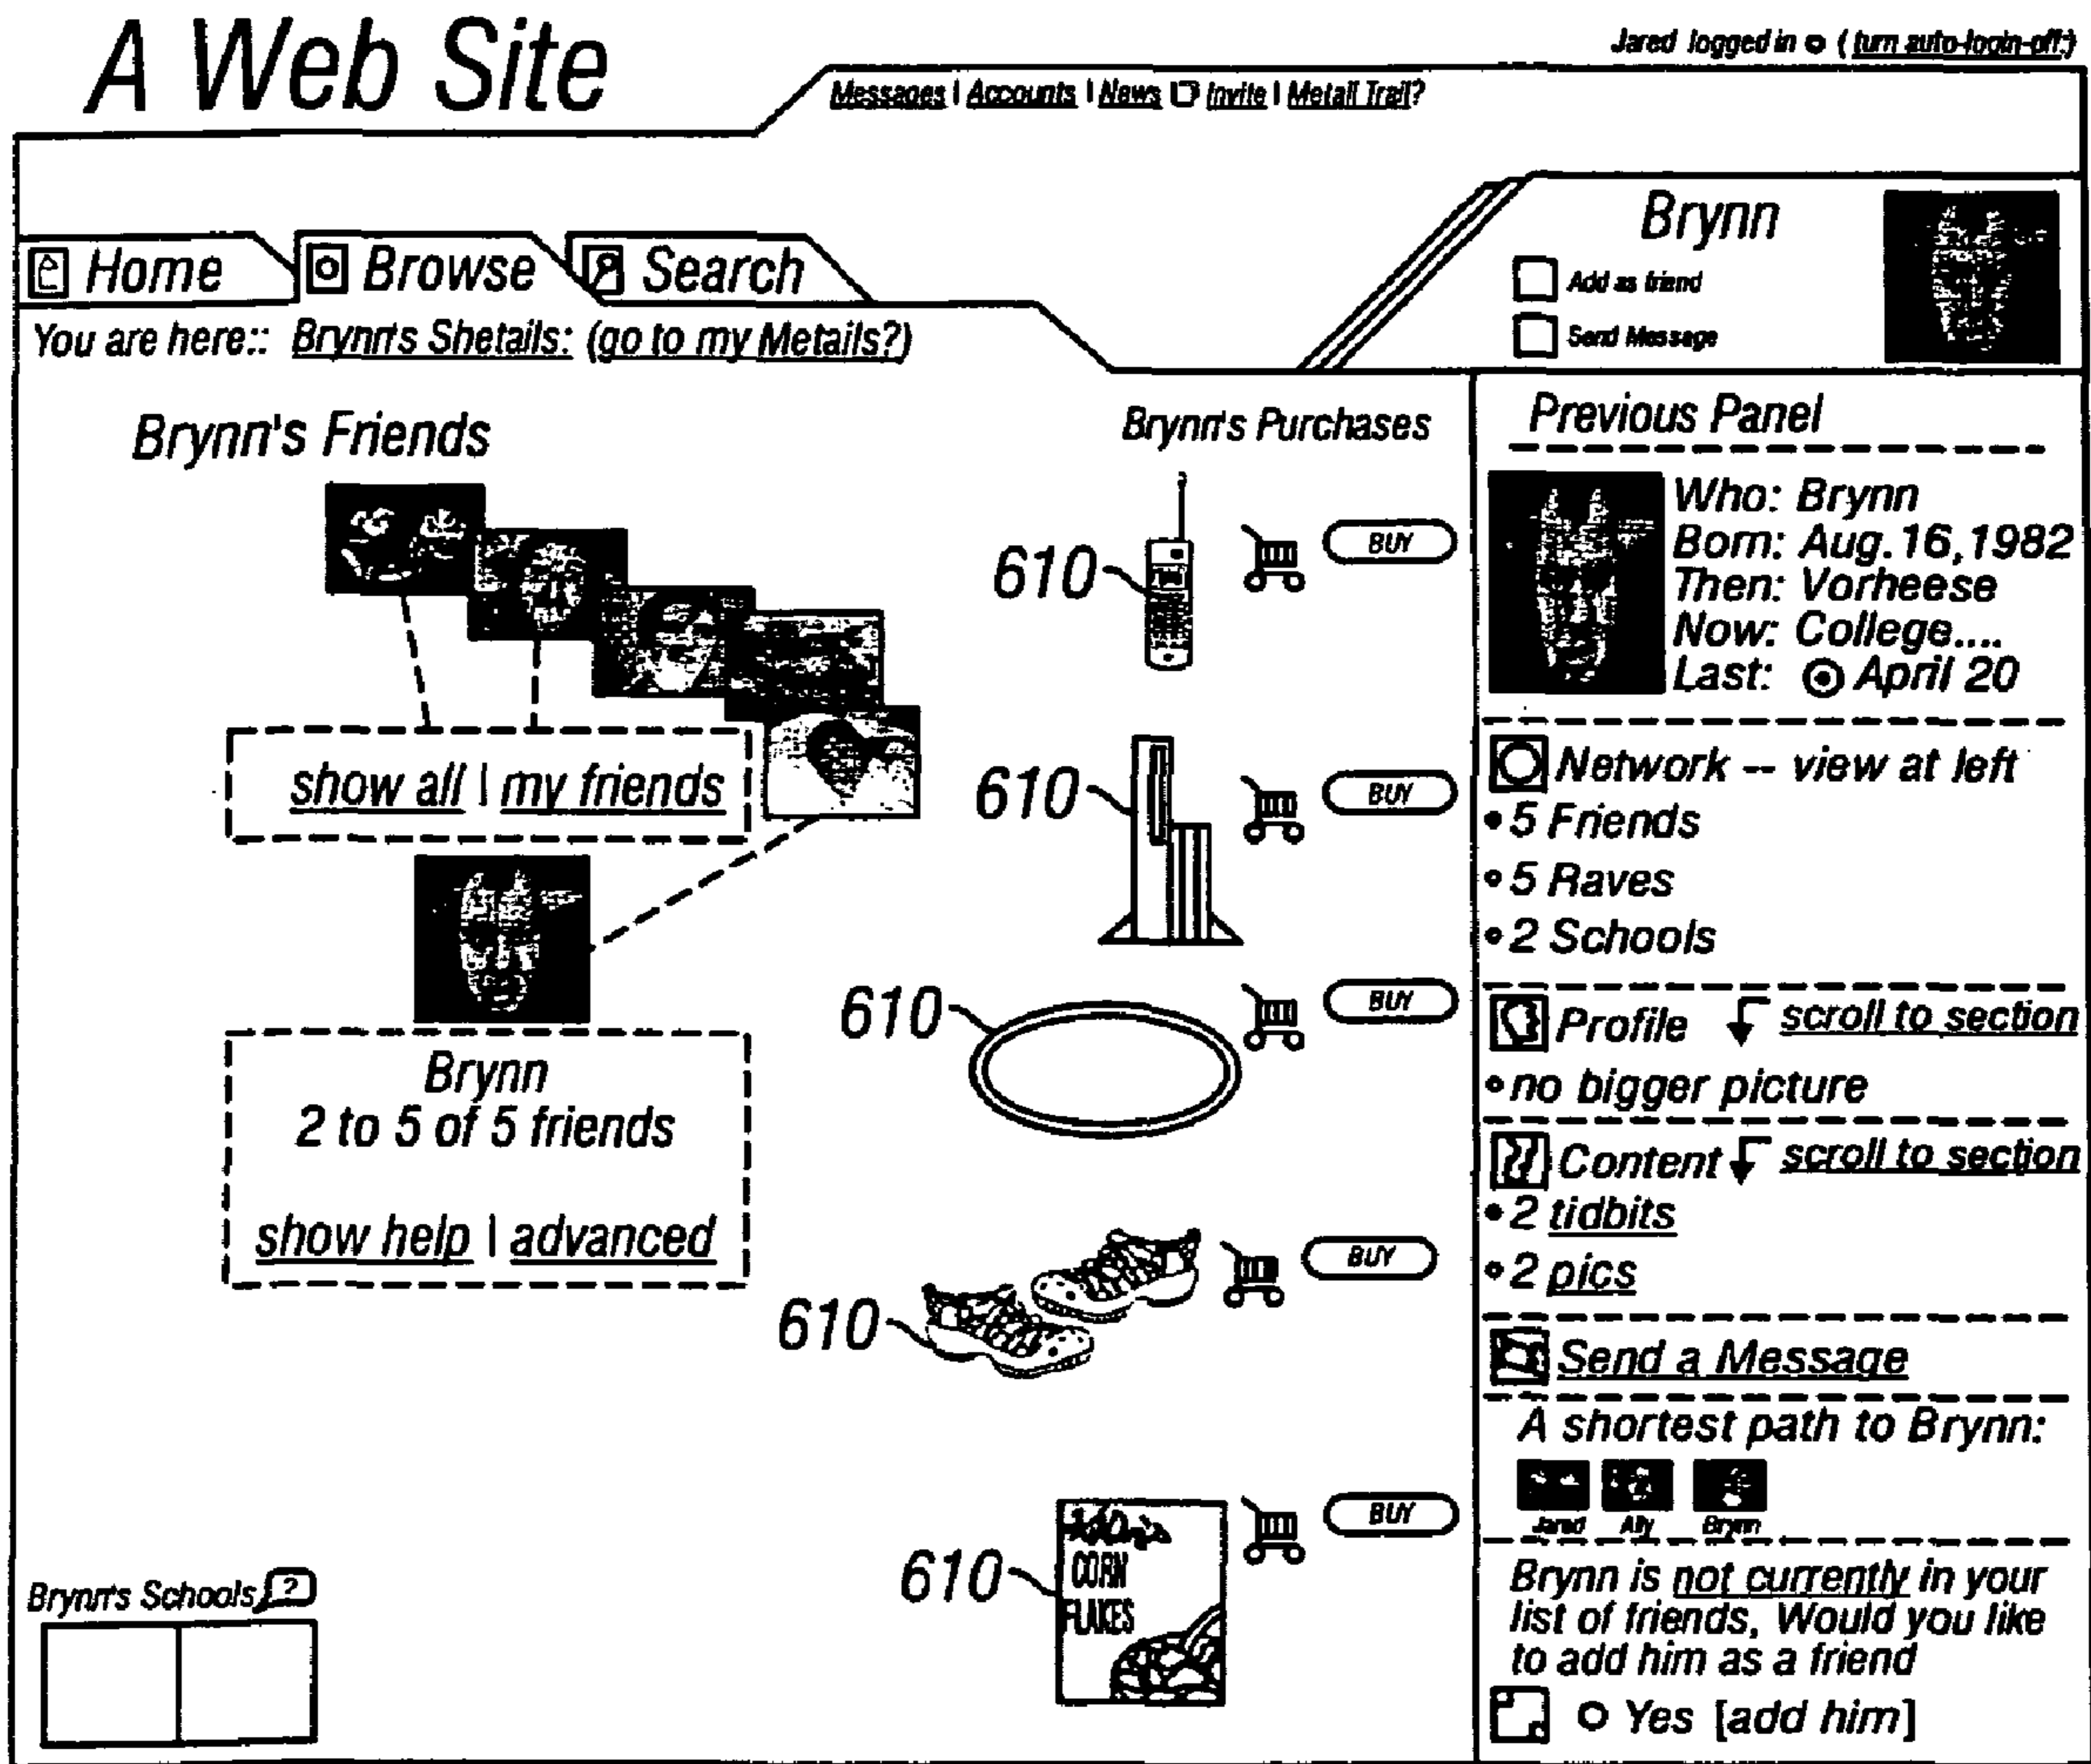 A Web Site
Jared logged in ( turn auto-login-off:)
Messages | Accounts | News Invite | Metail Trail?
Home Browse Search
You are here:: Brynn's Shetails: (go to my Metails?)
Brynn
Add as friend
Send Message
Brynn's Friends
show all | my friends
Brynn
2 to 5 of 5 friends
show help | advanced
Brynn's Schools ?
Brynn's Purchases
610 BUY
610 BUY
610 BUY
610 BUY
610 BUY
CORN
FLAKES
Previous Panel
Who: Brynn
Born: Aug.16,1982
Then: Vorheese
Now: College....
Last: April 20
Network -- view at left
• 5 Friends
• 5 Raves
• 2 Schools
Profile scroll to section
• no bigger picture
Content scroll to section
• 2 tidbits
• 2 pics
Send a Message
A shortest path to Brynn:
Jared Ally Brynn
Brynn is not currently in your
list of friends, Would you like
to add him as a friend
Yes [add him]